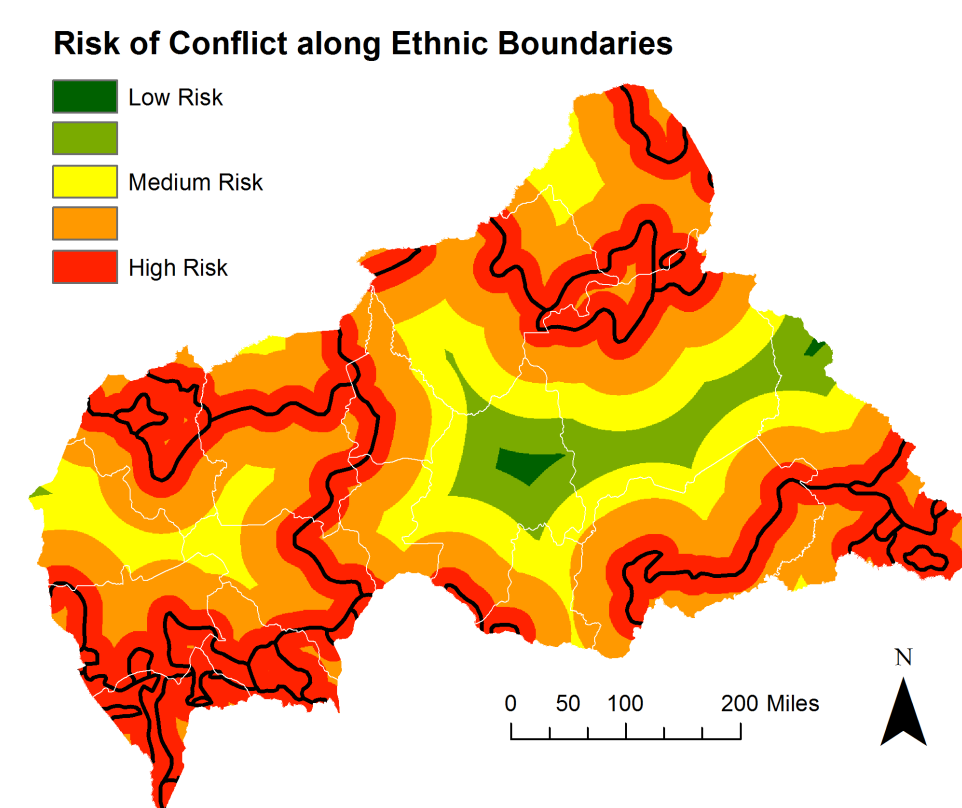 Risk of Conflict along Ethnic Boundaries
Low Risk
Medium Risk
High Risk
N
0 50 100 200 Miles